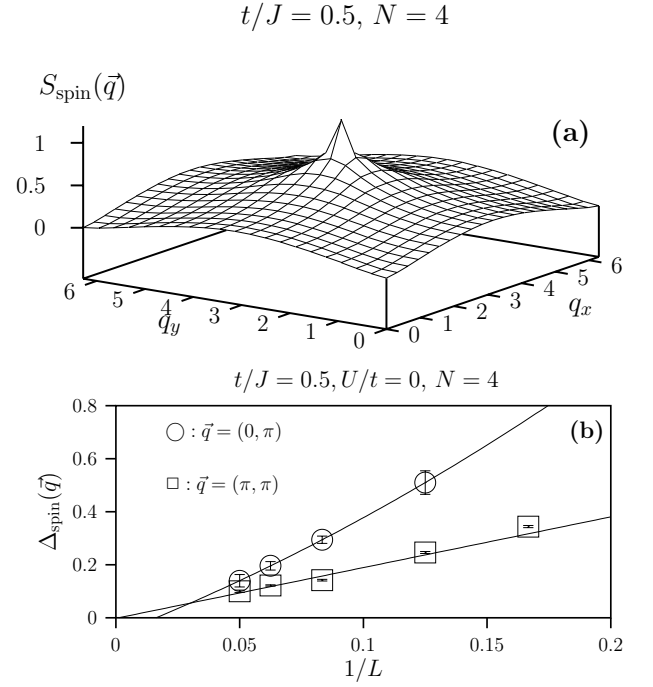 t/J = 0.5, N = 4
S_spin(q⃗)
(a)
1
0.5
0
6 5 4 3 2 1 0
q_y
0 1 2 3 4 5 6
q_x
t/J = 0.5, U/t = 0, N = 4
(b)
0.8
0.6
0.4
0.2
0
Δ_spin(q⃗)
○ : q⃗ = (0, π)
□ : q⃗ = (π, π)
0 0.05 0.1 0.15 0.2
1/L